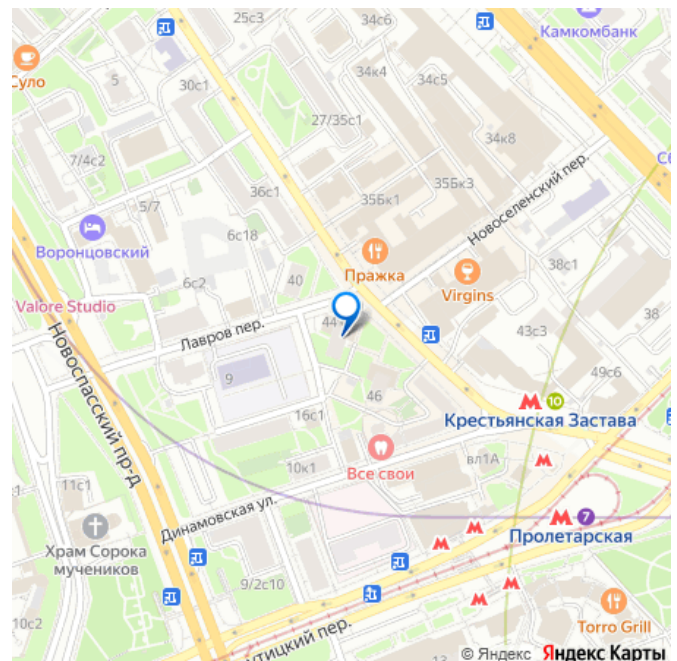 25с3
34с6
Камкомбанк
Суло
5
30с1
34к4
34с5
27/35с1
34к8
7/4с2
35Бк3
Новоселенский пер.
5/7
36с1
35Бк1
Воронцовский
6с18
Пражка
38с1
6с2
40
Virgins
Valore Studio
38
Лавров пер.
44
43с3
Новоспасский пр-д
9
49с6
46
10
16с1
Крестьянская Застава
10к1
Все свои
вл1А
11с1
7
Динамовская ул.
Пролетарская
Храм Сорока
мучеников
9/2с10
10с2
Torro Grill
© Яндекс Яндекс Карты